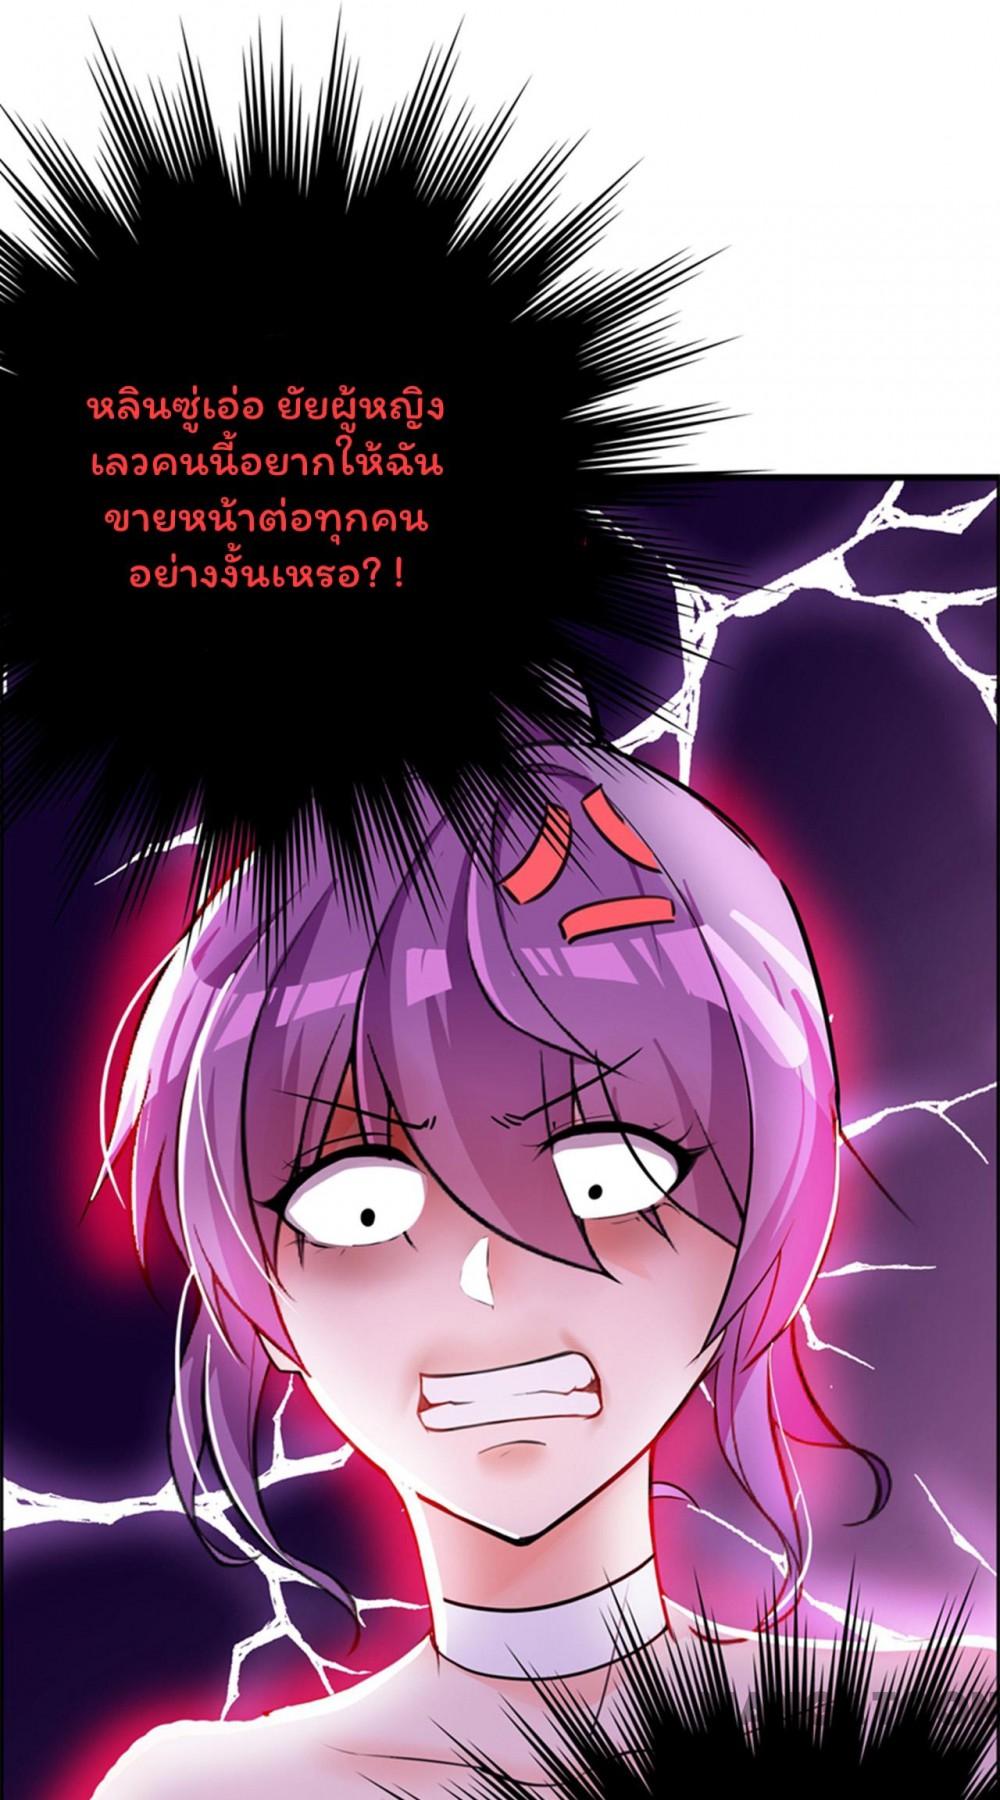 หลินซู่เอ่อ ยัยผู้หญิง
เลวคนนี้อยากให้ฉัน
ขายหน้าต่อทุกคน
อย่างงั้นเหรอ?!